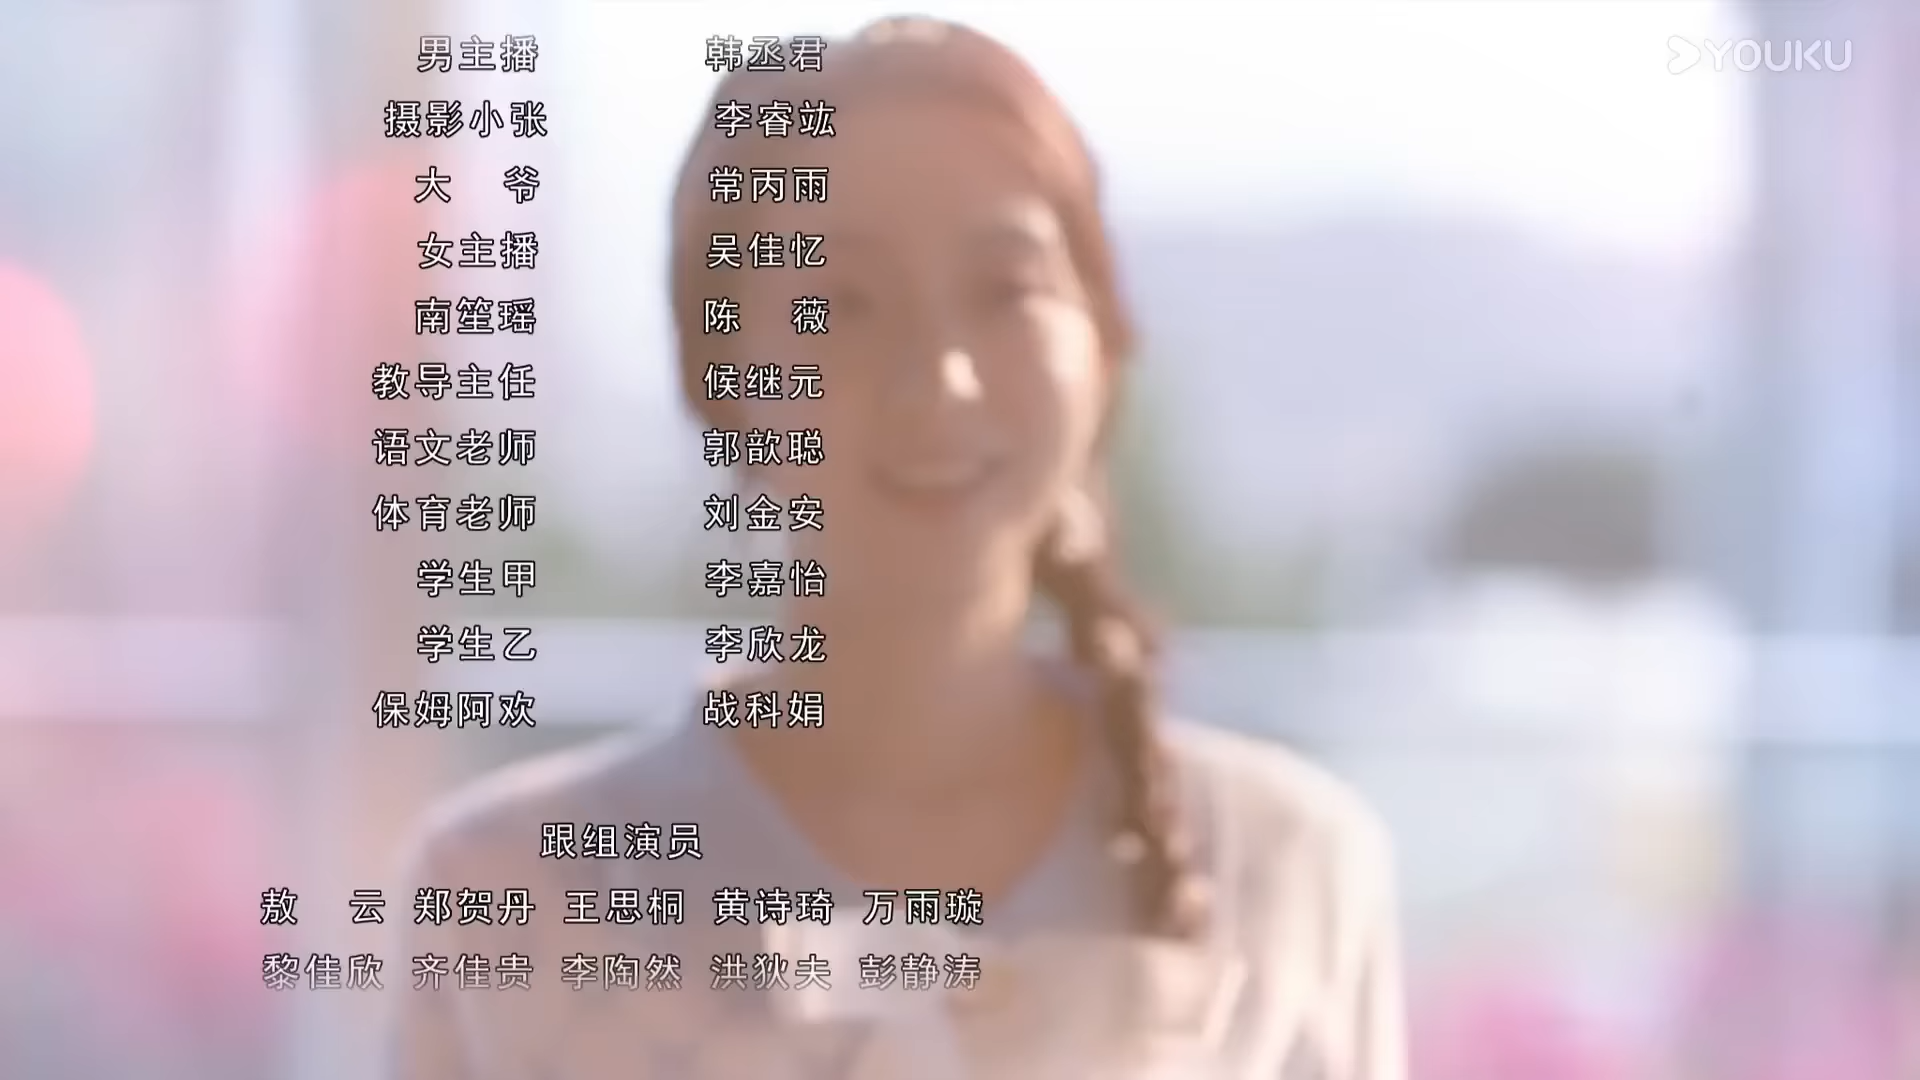 男主播 韩丞君
YOUKU
摄影小张 李睿竑
大 爷 常丙雨
女主播 吴佳忆
南笙瑶 陈 薇
教导主任 候继元
语文老师 郭歆聪
体育老师 刘金安
学生甲 李嘉怡
学生乙 李欣龙
保姆阿欢 战科娟
跟组演员
敖 云 郑贺丹 王思桐 黄诗琦 万雨璇
黎佳欣 齐佳贵 李陶然 洪狄夫 彭静涛